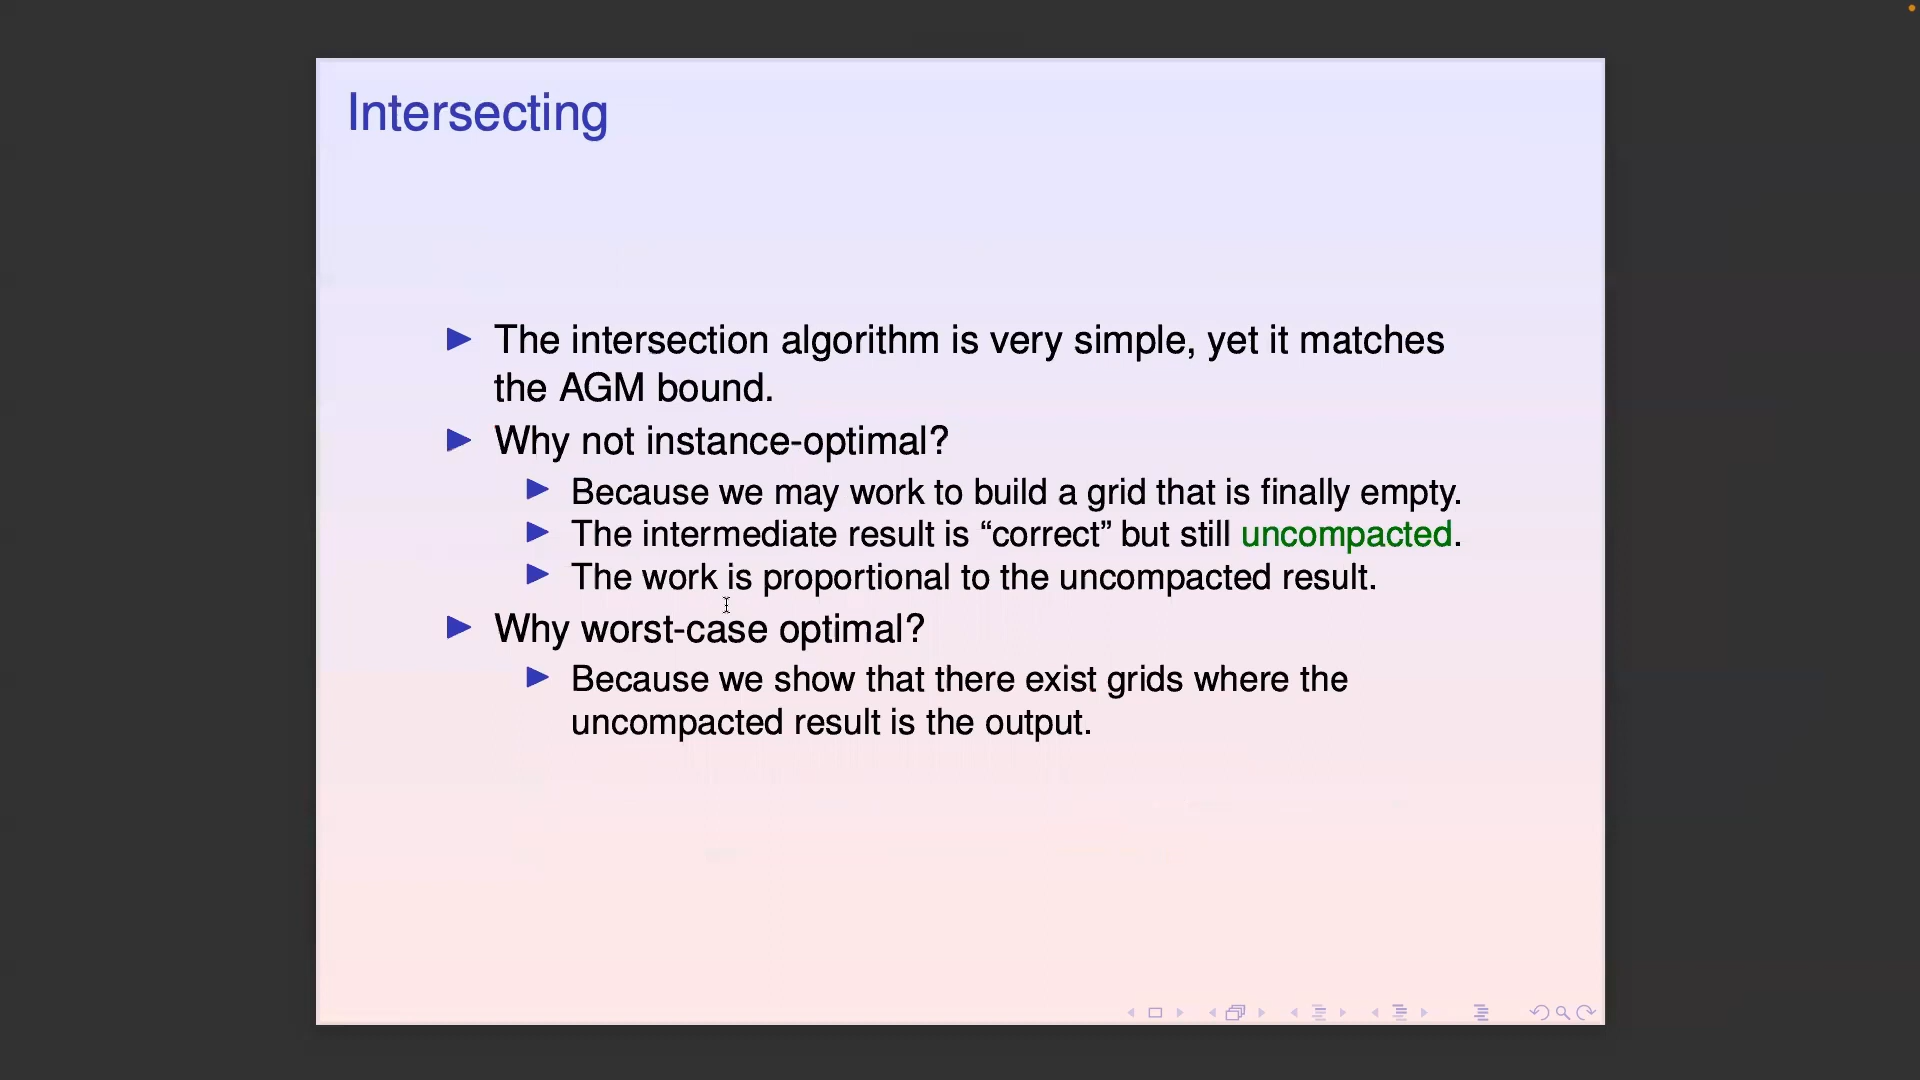 Intersecting
The intersection algorithm is very simple, yet it matches
the AGM bound.
Why not instance-optimal?
Because we may work to build a grid that is finally empty.
The intermediate result is “correct” but still uncompacted.
The work is proportional to the uncompacted result.
Why worst-case optimal?
Because we show that there exist grids where the
uncompacted result is the output.